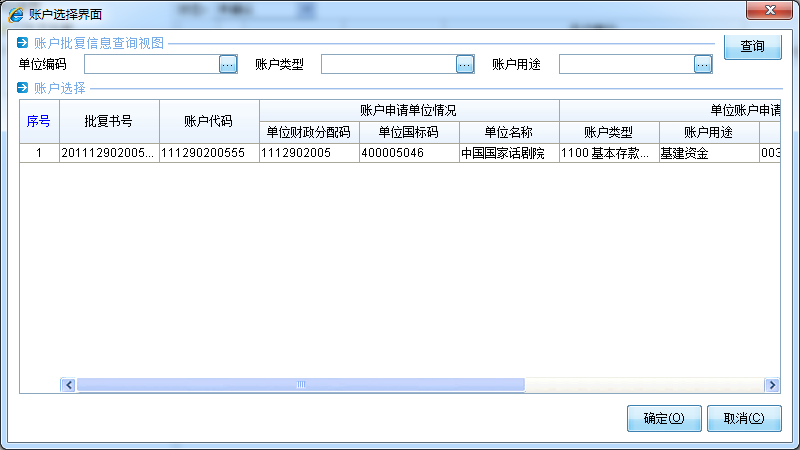 账户选择界面
账户批复信息查询视图
查询
单位编码 ... 账户类型 ... 账户用途 ...
账户选择
序号 批复书号 账户代码 账户申请单位情况 单位账户申请
单位财政分配码 单位国标码 单位名称 账户类型 账户用途
1 201112902005... 111290200555 1112902005 400005046 中国国家话剧院 1100 基本存款... 基建资金 003
确定(O) 取消(C)